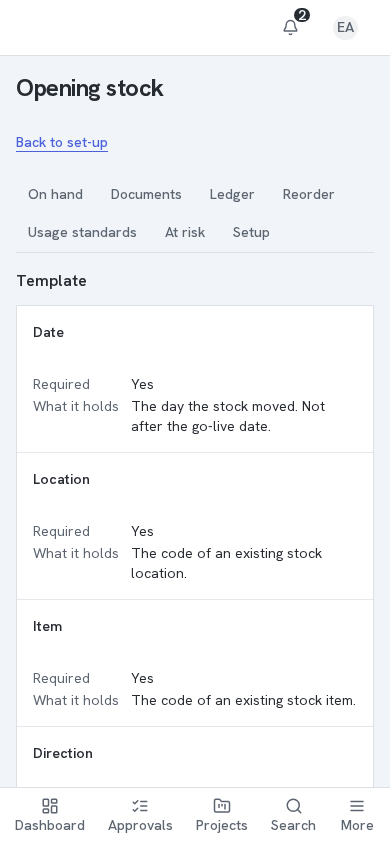 2
EA
Opening stock
Back to set-up
On hand Documents Ledger Reorder
Usage standards At risk Setup
Template
Date
Required Yes
What it holds The day the stock moved. Not
after the go-live date.
Location
Required Yes
What it holds The code of an existing stock
location.
Item
Required Yes
What it holds The code of an existing stock item.
Direction
Dashboard Approvals Projects Search More